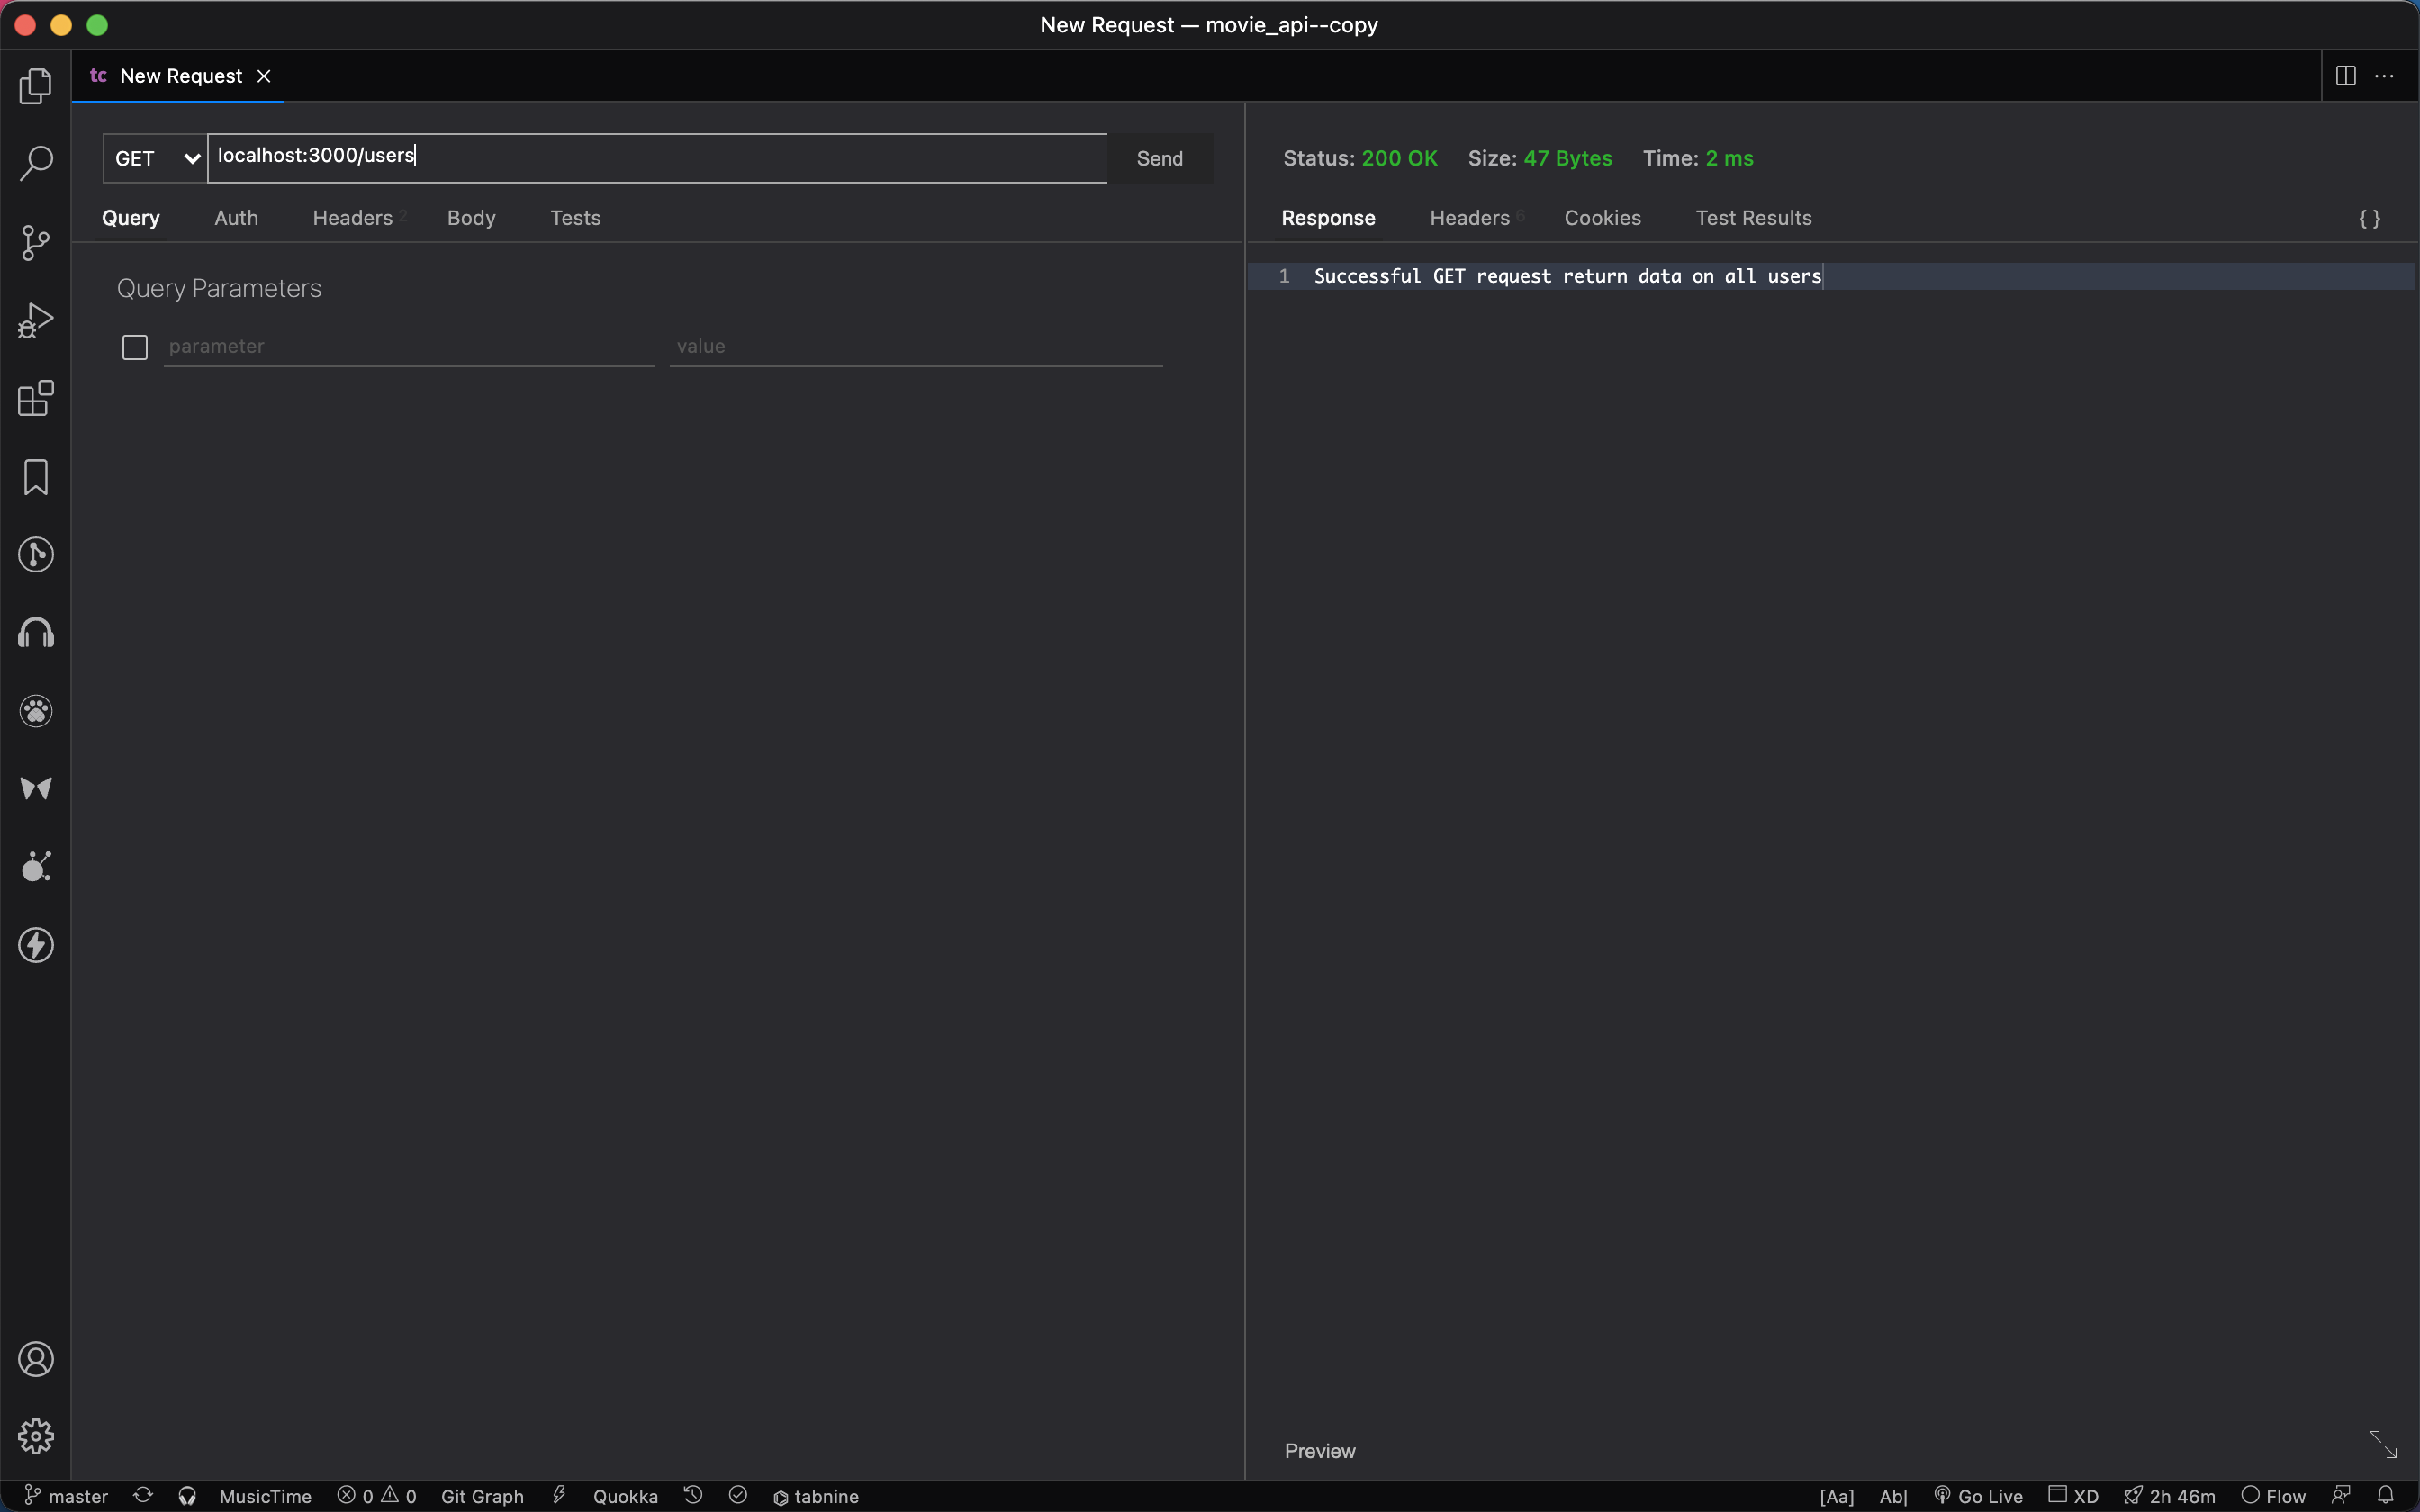 New Request — movie_api--copy
tc New Request
GET localhost:3000/users Send
Query Auth Headers 2 Body Tests
Query Parameters
parameter value
Status: 200 OK Size: 47 Bytes Time: 2 ms
Response Headers 6 Cookies Test Results { }
1 Successful GET request return data on all users
Preview
master MusicTime 0 0 Git Graph Quokka tabnine [Aa] Ab| Go Live XD 2h 46m Flow